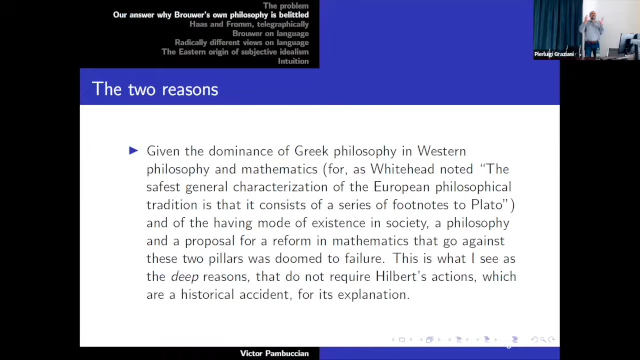 The problem
Our answer why Brouwer's own philosophy is belittled
Haas and Fromm, telegraphically
Brouwer on language
Radically different views on language
The Eastern origin of subjective idealism
Intuition
Pierluigi Graziani
The two reasons
Given the dominance of Greek philosophy in Western
philosophy and mathematics (for, as Whitehead noted “The
safest general characterization of the European philosophical
tradition is that it consists of a series of footnotes to Plato”)
and of the having mode of existence in society, a philosophy
and a proposal for a reform in mathematics that go against
these two pillars was doomed to failure. This is what I see as
the deep reasons, that do not require Hilbert's actions, which
are a historical accident, for its explanation.
Victor Pambuccian